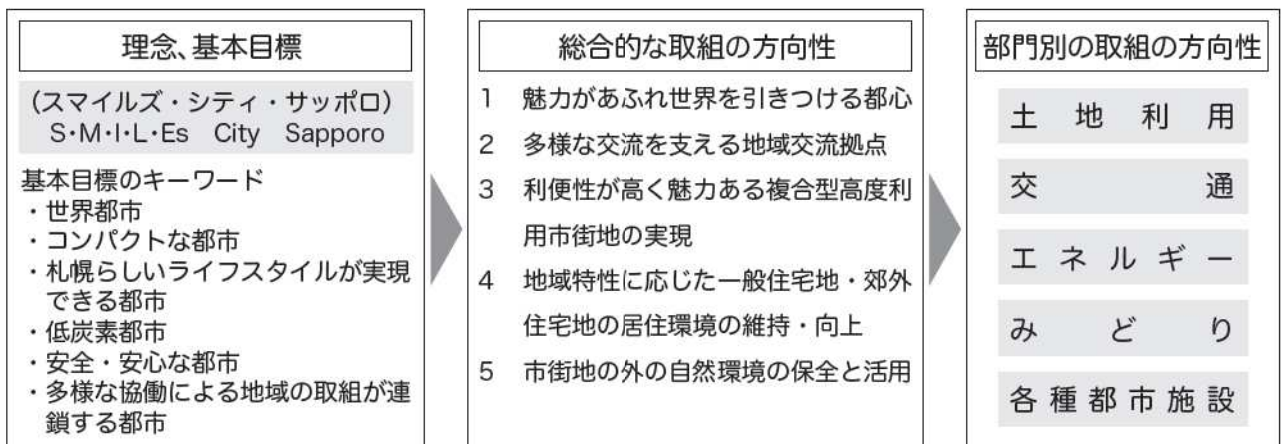 理念、基本目標
(スマイルズ・シティ・サッポロ)
S・M・I・L・Es City Sapporo
基本目標のキーワード
・世界都市
・コンパクトな都市
・札幌らしいライフスタイルが実現
できる都市
・低炭素都市
・安全・安心な都市
・多様な協働による地域の取組が連
鎖する都市
総合的な取組の方向性
1 魅力があふれ世界を引きつける都心
2 多様な交流を支える地域交流拠点
3 利便性が高く魅力ある複合型高度利
用市街地の実現
4 地域特性に応じた一般住宅地・郊外
住宅地の居住環境の維持・向上
5 市街地の外の自然環境の保全と活用
部門別の取組の方向性
土地利用
交通
エネルギー
みどり
各種都市施設